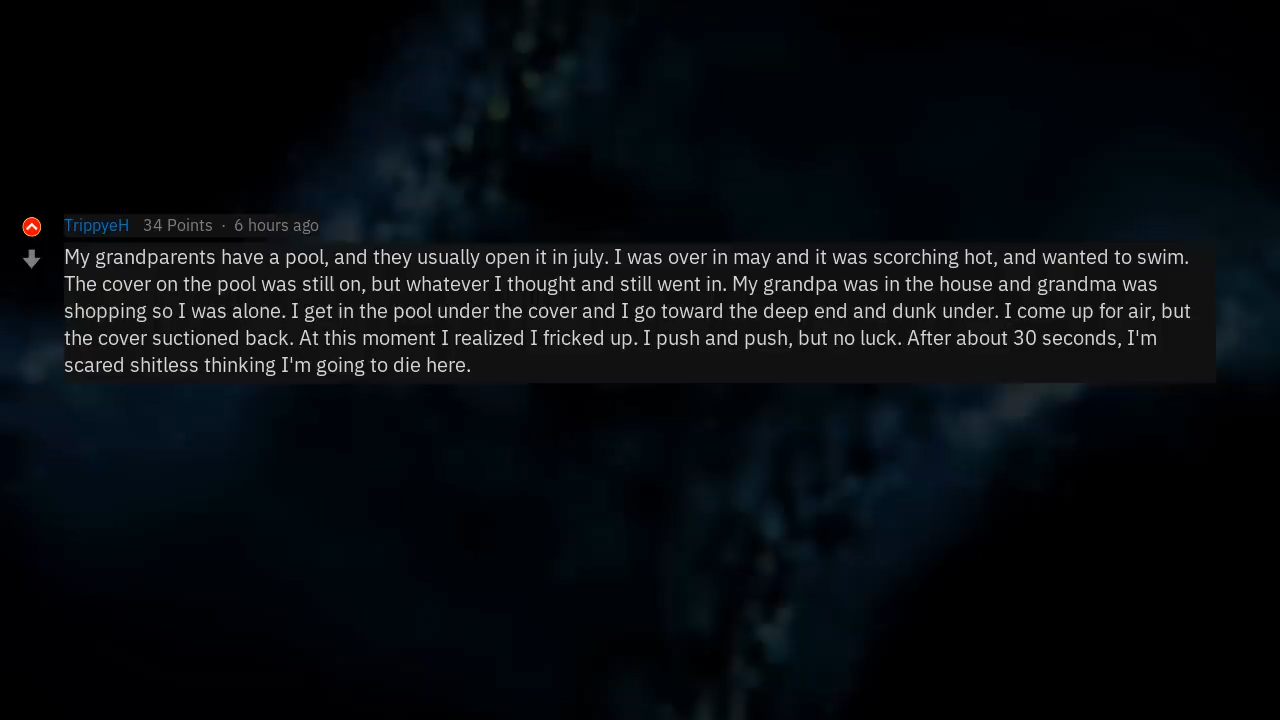 TrippyeH 34 Points · 6 hours ago
My grandparents have a pool, and they usually open it in july. I was over in may and it was scorching hot, and wanted to swim.
The cover on the pool was still on, but whatever I thought and still went in. My grandpa was in the house and grandma was
shopping so I was alone. I get in the pool under the cover and I go toward the deep end and dunk under. I come up for air, but
the cover suctioned back. At this moment I realized I fricked up. I push and push, but no luck. After about 30 seconds, I'm
scared shitless thinking I'm going to die here.